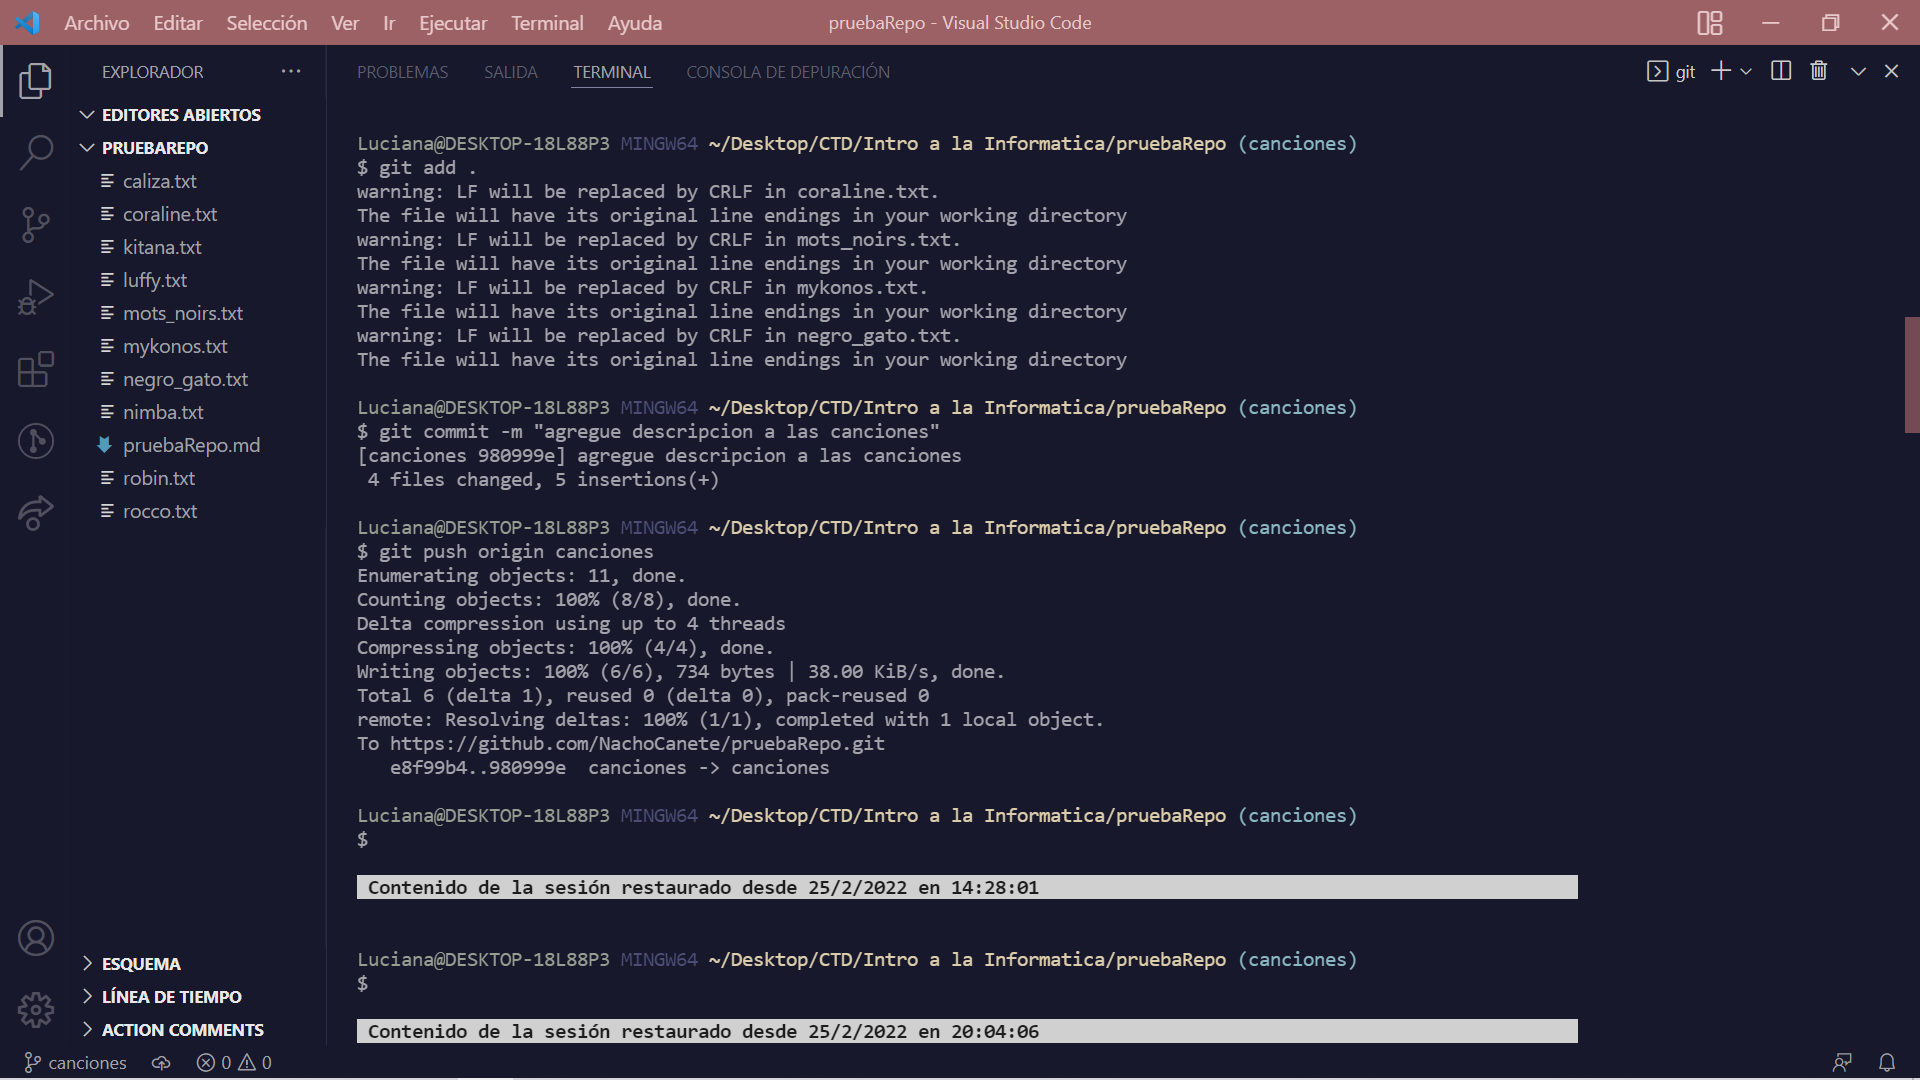 Archivo Editar Selección Ver Ir Ejecutar Terminal Ayuda pruebaRepo - Visual Studio Code
EXPLORADOR
EDITORES ABIERTOS
PRUEBAREPO
caliza.txt
coraline.txt
kitana.txt
luffy.txt
mots_noirs.txt
mykonos.txt
negro_gato.txt
nimba.txt
pruebaRepo.md
robin.txt
rocco.txt
ESQUEMA
LÍNEA DE TIEMPO
ACTION COMMENTS
PROBLEMAS SALIDA TERMINAL CONSOLA DE DEPURACIÓN git
Luciana@DESKTOP-18L88P3 MINGW64 ~/Desktop/CTD/Intro a la Informatica/pruebaRepo (canciones)
$ git add .
warning: LF will be replaced by CRLF in coraline.txt.
The file will have its original line endings in your working directory
warning: LF will be replaced by CRLF in mots_noirs.txt.
The file will have its original line endings in your working directory
warning: LF will be replaced by CRLF in mykonos.txt.
The file will have its original line endings in your working directory
warning: LF will be replaced by CRLF in negro_gato.txt.
The file will have its original line endings in your working directory
Luciana@DESKTOP-18L88P3 MINGW64 ~/Desktop/CTD/Intro a la Informatica/pruebaRepo (canciones)
$ git commit -m "agregue descripcion a las canciones"
[canciones 980999e] agregue descripcion a las canciones
4 files changed, 5 insertions(+)
Luciana@DESKTOP-18L88P3 MINGW64 ~/Desktop/CTD/Intro a la Informatica/pruebaRepo (canciones)
$ git push origin canciones
Enumerating objects: 11, done.
Counting objects: 100% (8/8), done.
Delta compression using up to 4 threads
Compressing objects: 100% (4/4), done.
Writing objects: 100% (6/6), 734 bytes | 38.00 KiB/s, done.
Total 6 (delta 1), reused 0 (delta 0), pack-reused 0
remote: Resolving deltas: 100% (1/1), completed with 1 local object.
To https://github.com/NachoCanete/pruebaRepo.git
e8f99b4..980999e canciones -> canciones
Luciana@DESKTOP-18L88P3 MINGW64 ~/Desktop/CTD/Intro a la Informatica/pruebaRepo (canciones)
$
Contenido de la sesión restaurado desde 25/2/2022 en 14:28:01
Luciana@DESKTOP-18L88P3 MINGW64 ~/Desktop/CTD/Intro a la Informatica/pruebaRepo (canciones)
$
Contenido de la sesión restaurado desde 25/2/2022 en 20:04:06
canciones 0 0